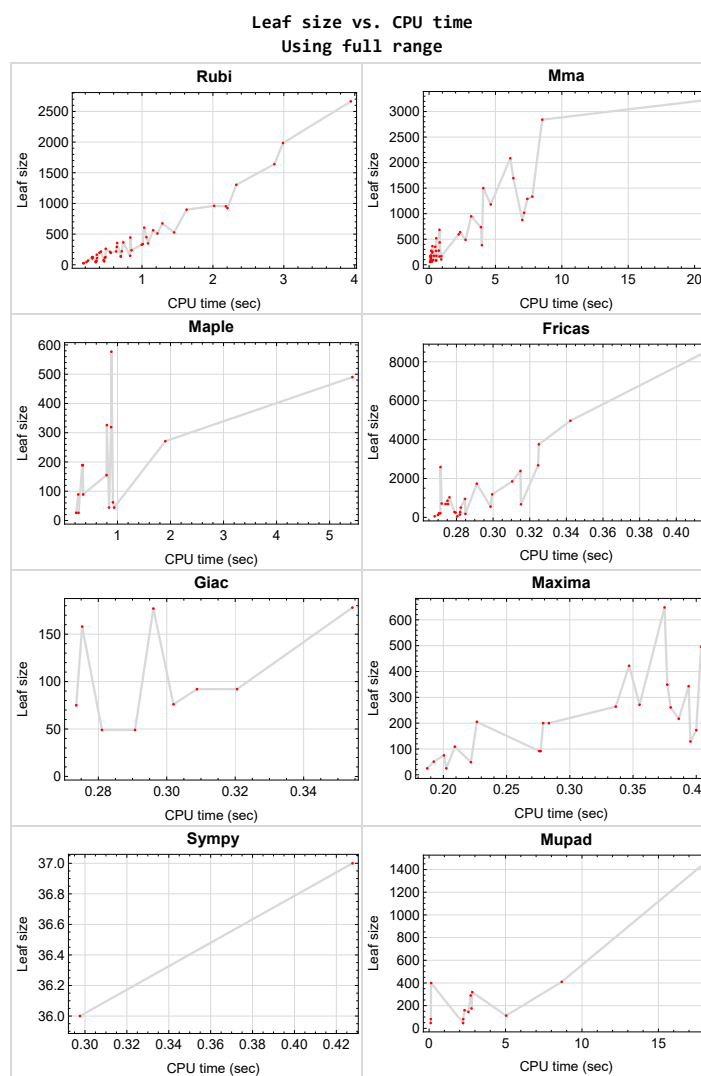 Leaf size vs. CPU time
Using full range
Rubi
Leaf size
2500
2000
1500
1000
500
0
0 1 2 3 4
CPU time (sec)
Mma
Leaf size
3000
2500
2000
1500
1000
500
0
0 5 10 15 20
CPU time (sec)
Maple
Leaf size
600
500
400
300
200
100
0
1 2 3 4 5
CPU time (sec)
Fricas
Leaf size
8000
6000
4000
2000
0
0.28 0.30 0.32 0.34 0.36 0.38 0.40
CPU time (sec)
Giac
Leaf size
150
100
50
0
0.28 0.30 0.32 0.34
CPU time (sec)
Maxima
Leaf size
600
500
400
300
200
100
0
0.20 0.25 0.30 0.35 0.4
CPU time (sec)
Sympy
Leaf size
37.0
36.8
36.6
36.4
36.2
36.0
0.30 0.32 0.34 0.36 0.38 0.40 0.42
CPU time (sec)
Mupad
Leaf size
1400
1200
1000
800
600
400
200
0
0 5 10 15
CPU time (sec)